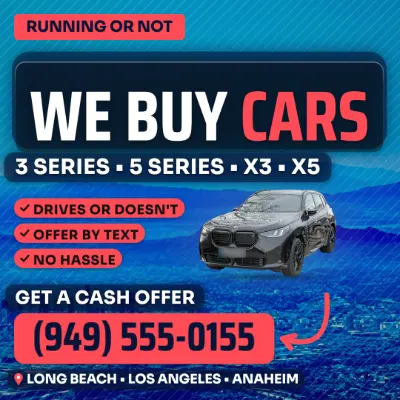 RUNNING OR NOT
WE BUY CARS
3 SERIES ▪ 5 SERIES ▪ X3 ▪ X5
DRIVES OR DOESN'T
OFFER BY TEXT
NO HASSLE
GET A CASH OFFER
(949) 555-0155
LONG BEACH ▪ LOS ANGELES ▪ ANAHEIM